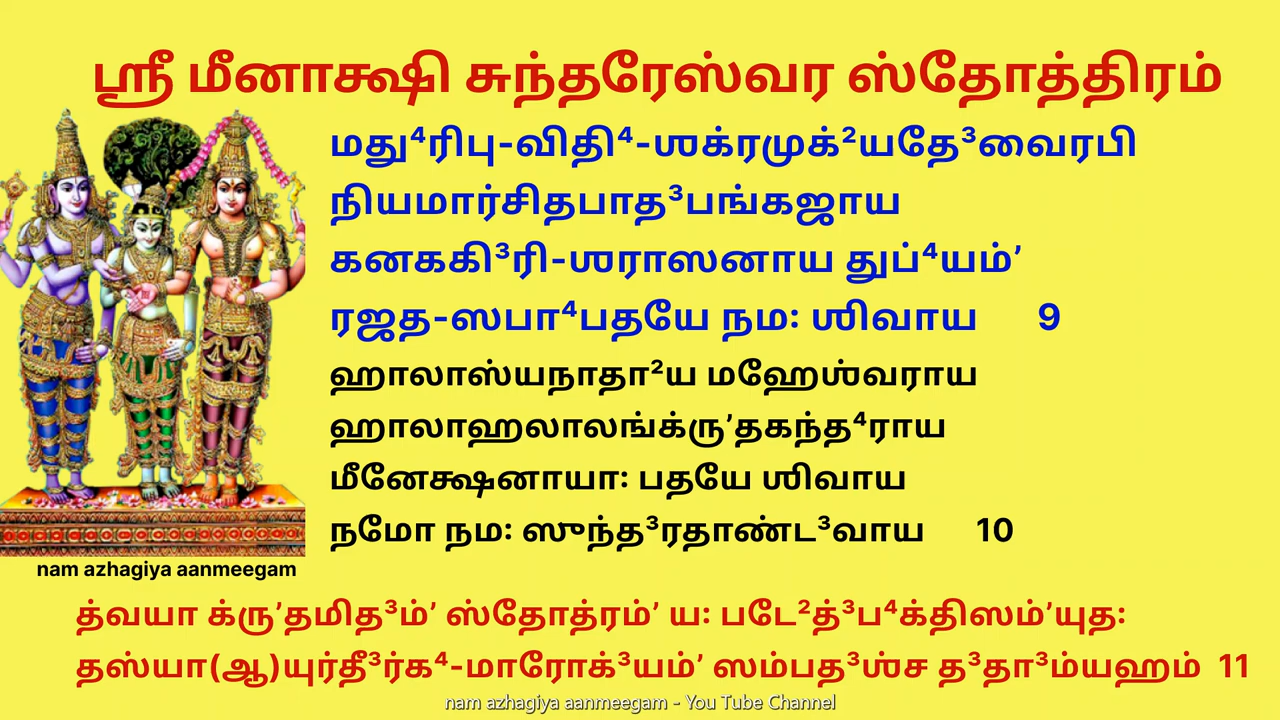 ஸ்ரீ மீனாக்ஷி சுந்தரேஸ்வர ஸ்தோத்திரம்
மது⁴ரிபு-விதி⁴-ஶக்ரமுக்²யதே³வைரபி
நியமார்சிதபாத³பங்கஜாய
கனககி³ரி-ஶராஸனாய துப்⁴யம்ʼ
ரஜத-ஸபா⁴பதயே நம꞉ ஶிவாய 9
ஹாலாஸ்யநாதா²ய மஹேஶ்வராய
ஹாலாஹலாலங்க்ருʼதகந்த⁴ராய
மீனேக்ஷனாயா꞉ பதயே ஶிவாய
நமோ நம꞉ ஸுந்த³ரதாண்ட³வாய 10
nam azhagiya aanmeegam
த்வயா க்ருʼதமித³ம்ʼ ஸ்தோத்ரம்ʼ ய꞉ படே²த்³ப⁴க்திஸம்ʼயுத꞉
தஸ்யா(ஆ)யுர்தீ³ர்க⁴-மாரோக்³யம்ʼ ஸம்பத³ஶ்ச த³தா³ம்யஹம் 11
nam azhagiya aanmeegam - You Tube Channel